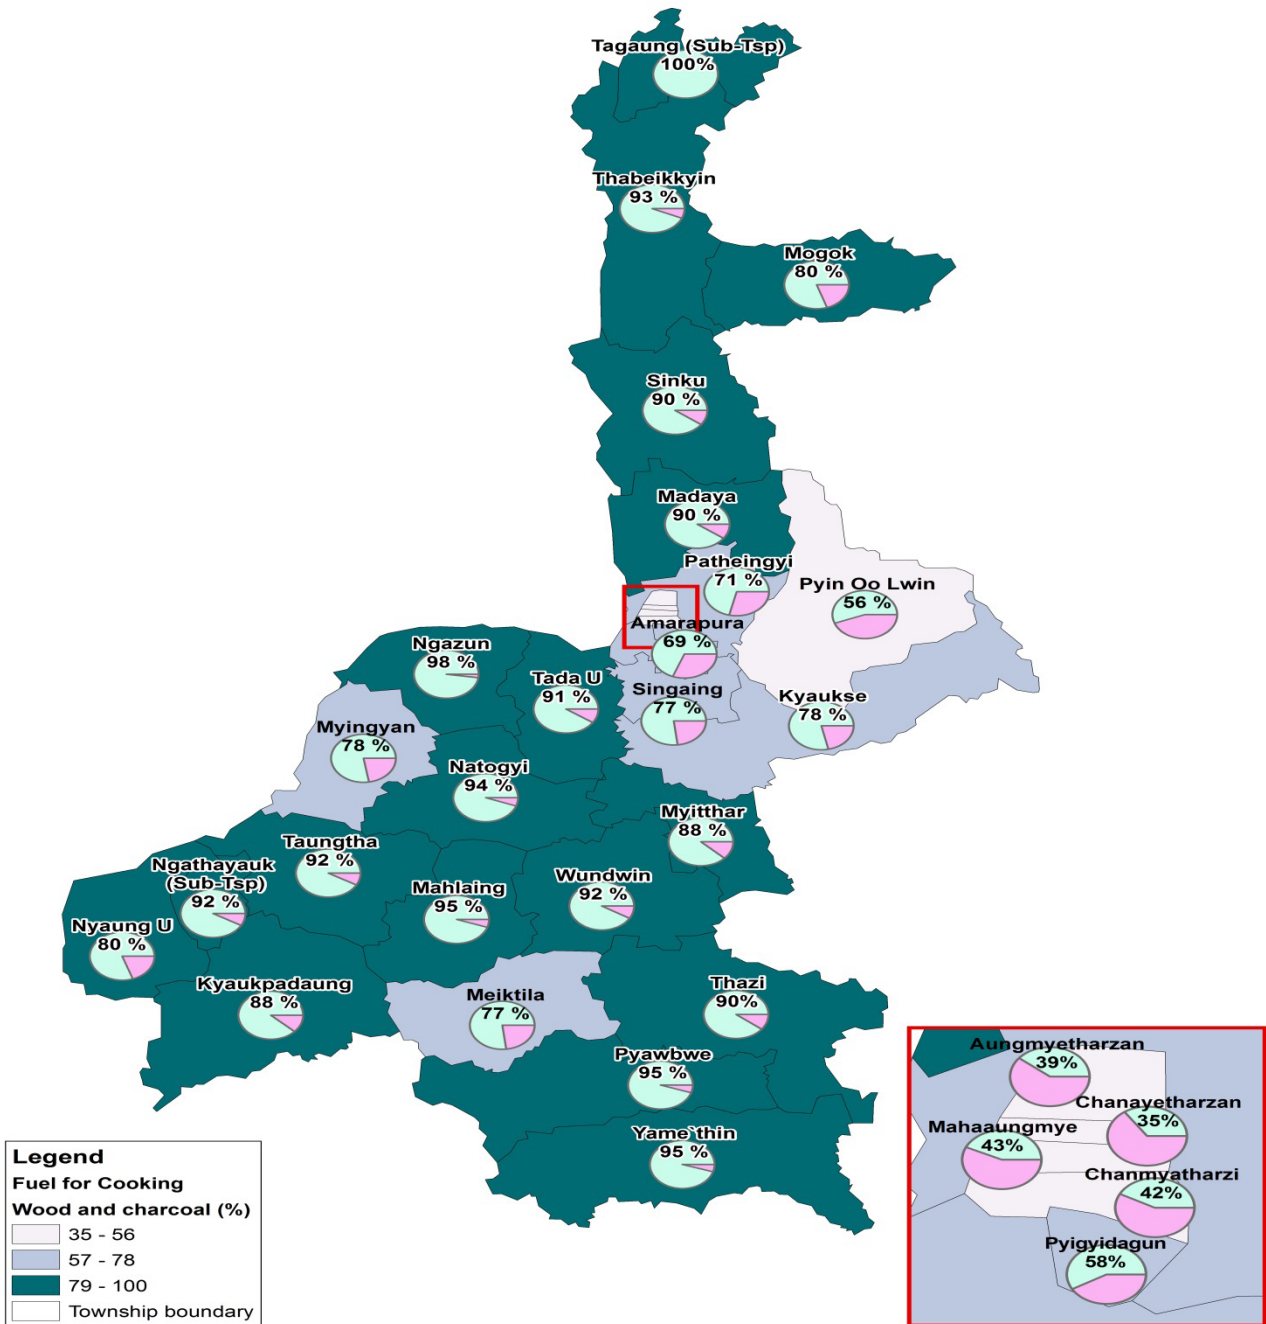 Tagaung (Sub-Tsp)
100%
Thabeikkyin
93 %
Mogok
80 %
Sinku
90 %
Madaya
90 %
Patheingyi
71 %
Pyin Oo Lwin
56 %
Amarapura
69 %
Ngazun
98 %
Tada U
91 %
Singaing
77 %
Kyaukse
78 %
Myingyan
78 %
Natogyi
94 %
Myitthar
88 %
Taungtha
92 %
Ngathayauk
(Sub-Tsp)
92 %
Mahlaing
95 %
Wundwin
92 %
Nyaung U
80 %
Kyaukpadaung
88 %
Meiktila
77 %
Thazi
90%
Pyawbwe
95 %
Yame`thin
95 %
Aungmyetharzan
39%
Chanayetharzan
35%
Mahaaungmye
43%
Chanmyatharzi
42%
Pyigyidagun
58%
Legend
Fuel for Cooking
Wood and charcoal (%)
35 - 56
57 - 78
79 - 100
Township boundary